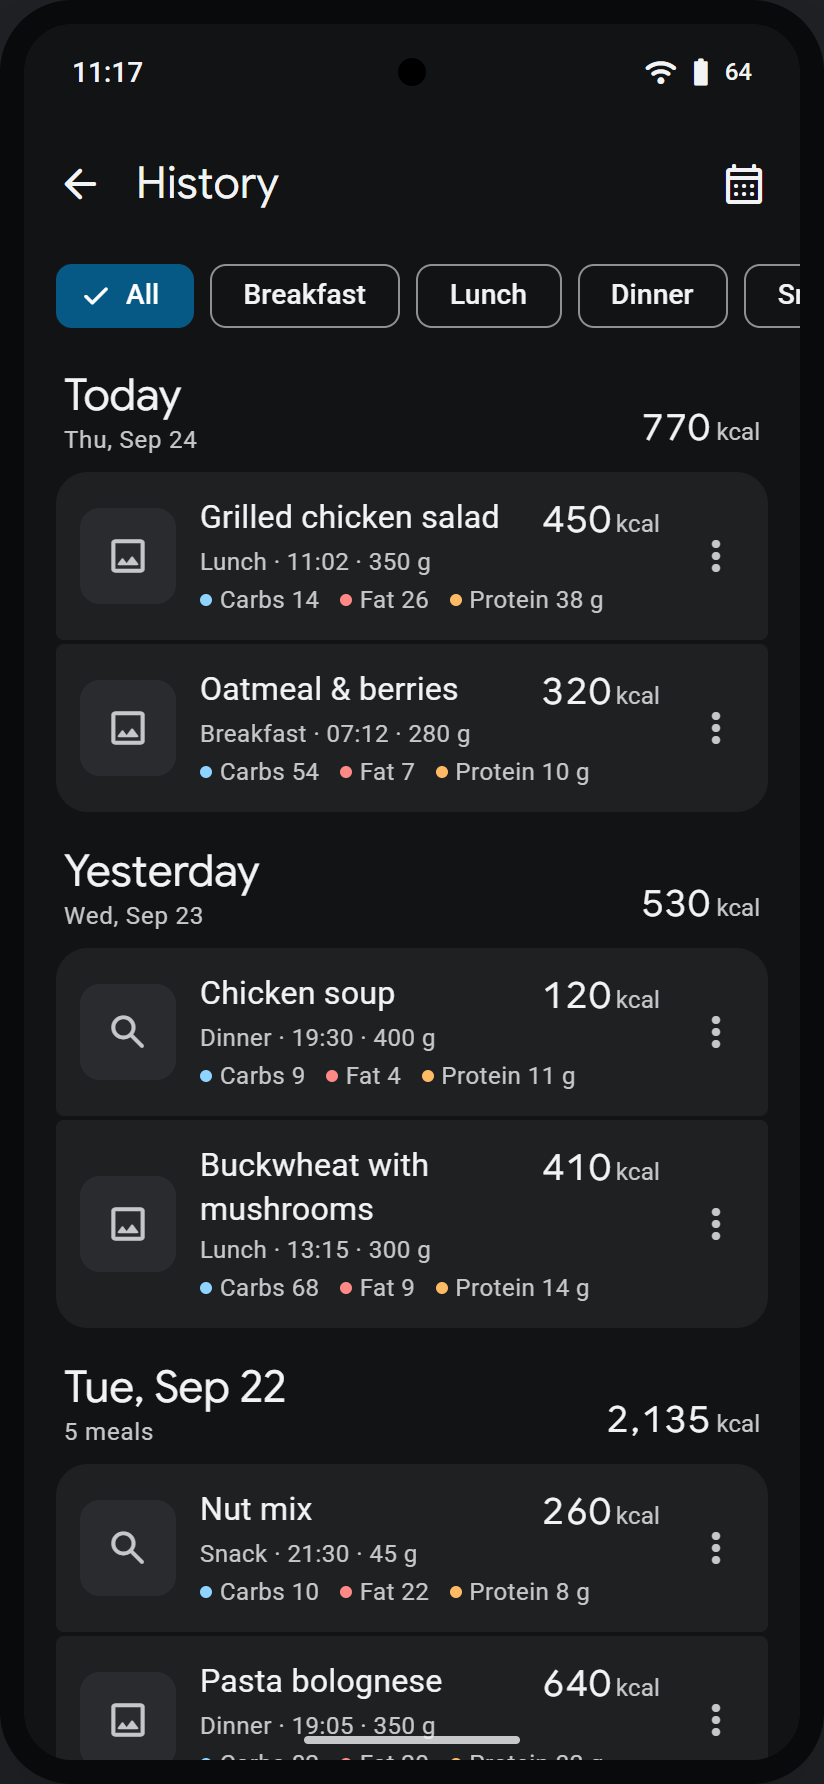 11:17
64
History
All
Breakfast
Lunch
Dinner
Today
770 kcal
Thu, Sep 24
Grilled chicken salad
450 kcal
Lunch · 11:02 · 350 g
Carbs 14 Fat 26 Protein 38 g
Oatmeal & berries
320 kcal
Breakfast · 07:12 · 280 g
Carbs 54 Fat 7 Protein 10 g
Yesterday
530 kcal
Wed, Sep 23
Chicken soup
120 kcal
Dinner · 19:30 · 400 g
Carbs 9 Fat 4 Protein 11 g
Buckwheat with
mushrooms
410 kcal
Lunch · 13:15 · 300 g
Carbs 68 Fat 9 Protein 14 g
Tue, Sep 22
2,135 kcal
5 meals
Nut mix
260 kcal
Snack · 21:30 · 45 g
Carbs 10 Fat 22 Protein 8 g
Pasta bolognese
640 kcal
Dinner · 19:05 · 350 g